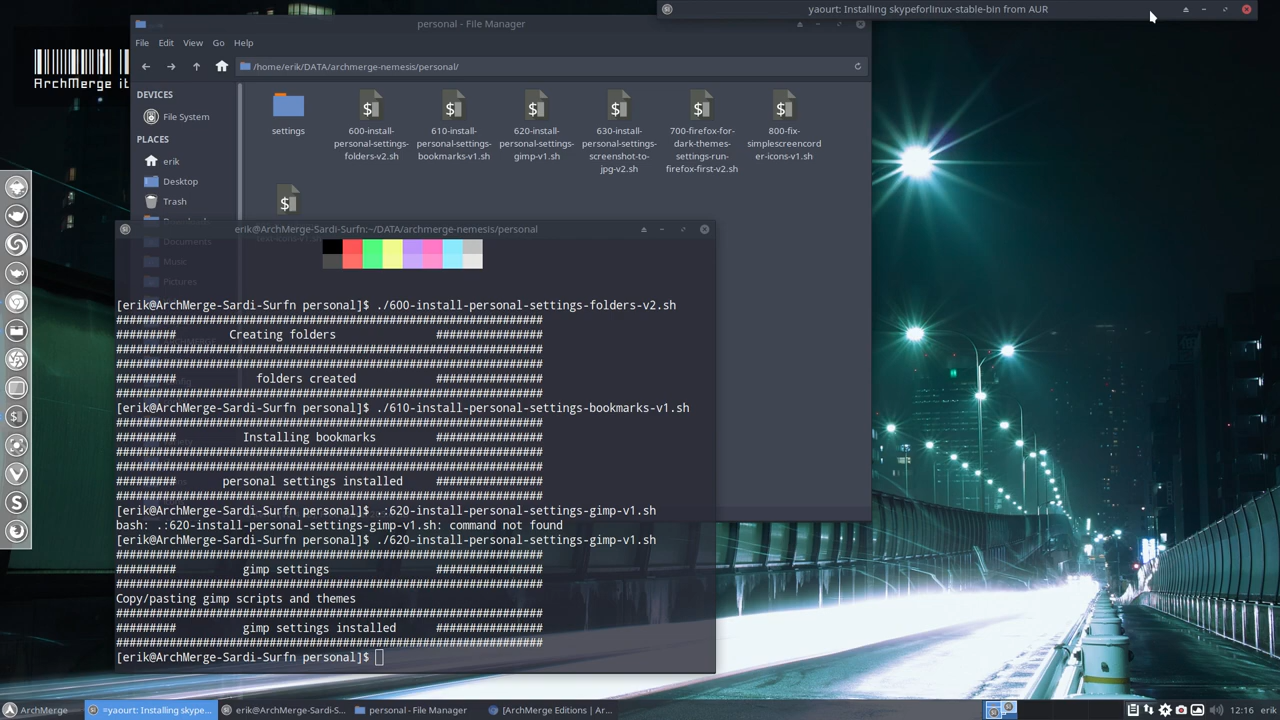 yaourt: Installing skypeforlinux-stable-bin from AUR
personal - File Manager
File Edit View Go Help
/home/erik/DATA/archmerge-nemesis/personal/
ArchMerge it
DEVICES
File System
PLACES
erik
Desktop
Trash
Documents
Music
Pictures
settings
600-install-
personal-settings-
folders-v2.sh
610-install-
personal-settings-
bookmarks-v1.sh
620-install-
personal-settings-
gimp-v1.sh
630-install-
personal-settings-
screenshot-to-
jpg-v2.sh
700-firefox-for-
dark-themes-
settings-run-
firefox-first-v2.sh
800-fix-
simplescreencord
er-icons-v1.sh
erik@ArchMerge-Sardi-Surfn:~/DATA/archmerge-nemesis/personal
[erik@ArchMerge-Sardi-Surfn personal]$ ./600-install-personal-settings-folders-v2.sh
################################################################
######### Creating folders ################
################################################################
################################################################
######### folders created ################
################################################################
[erik@ArchMerge-Sardi-Surfn personal]$ ./610-install-personal-settings-bookmarks-v1.sh
################################################################
######### Installing bookmarks ################
################################################################
################################################################
######### personal settings installed ################
################################################################
[erik@ArchMerge-Sardi-Surfn personal]$ .:620-install-personal-settings-gimp-v1.sh
bash: .:620-install-personal-settings-gimp-v1.sh: command not found
[erik@ArchMerge-Sardi-Surfn personal]$ ./620-install-personal-settings-gimp-v1.sh
################################################################
######### gimp settings ################
################################################################
Copy/pasting gimp scripts and themes
################################################################
######### gimp settings installed ################
################################################################
[erik@ArchMerge-Sardi-Surfn personal]$
ArchMerge
=yaourt: Installing skype...
erik@ArchMerge-Sardi-S...
personal - File Manager
[ArchMerge Editions | Ar...
12:16 erik